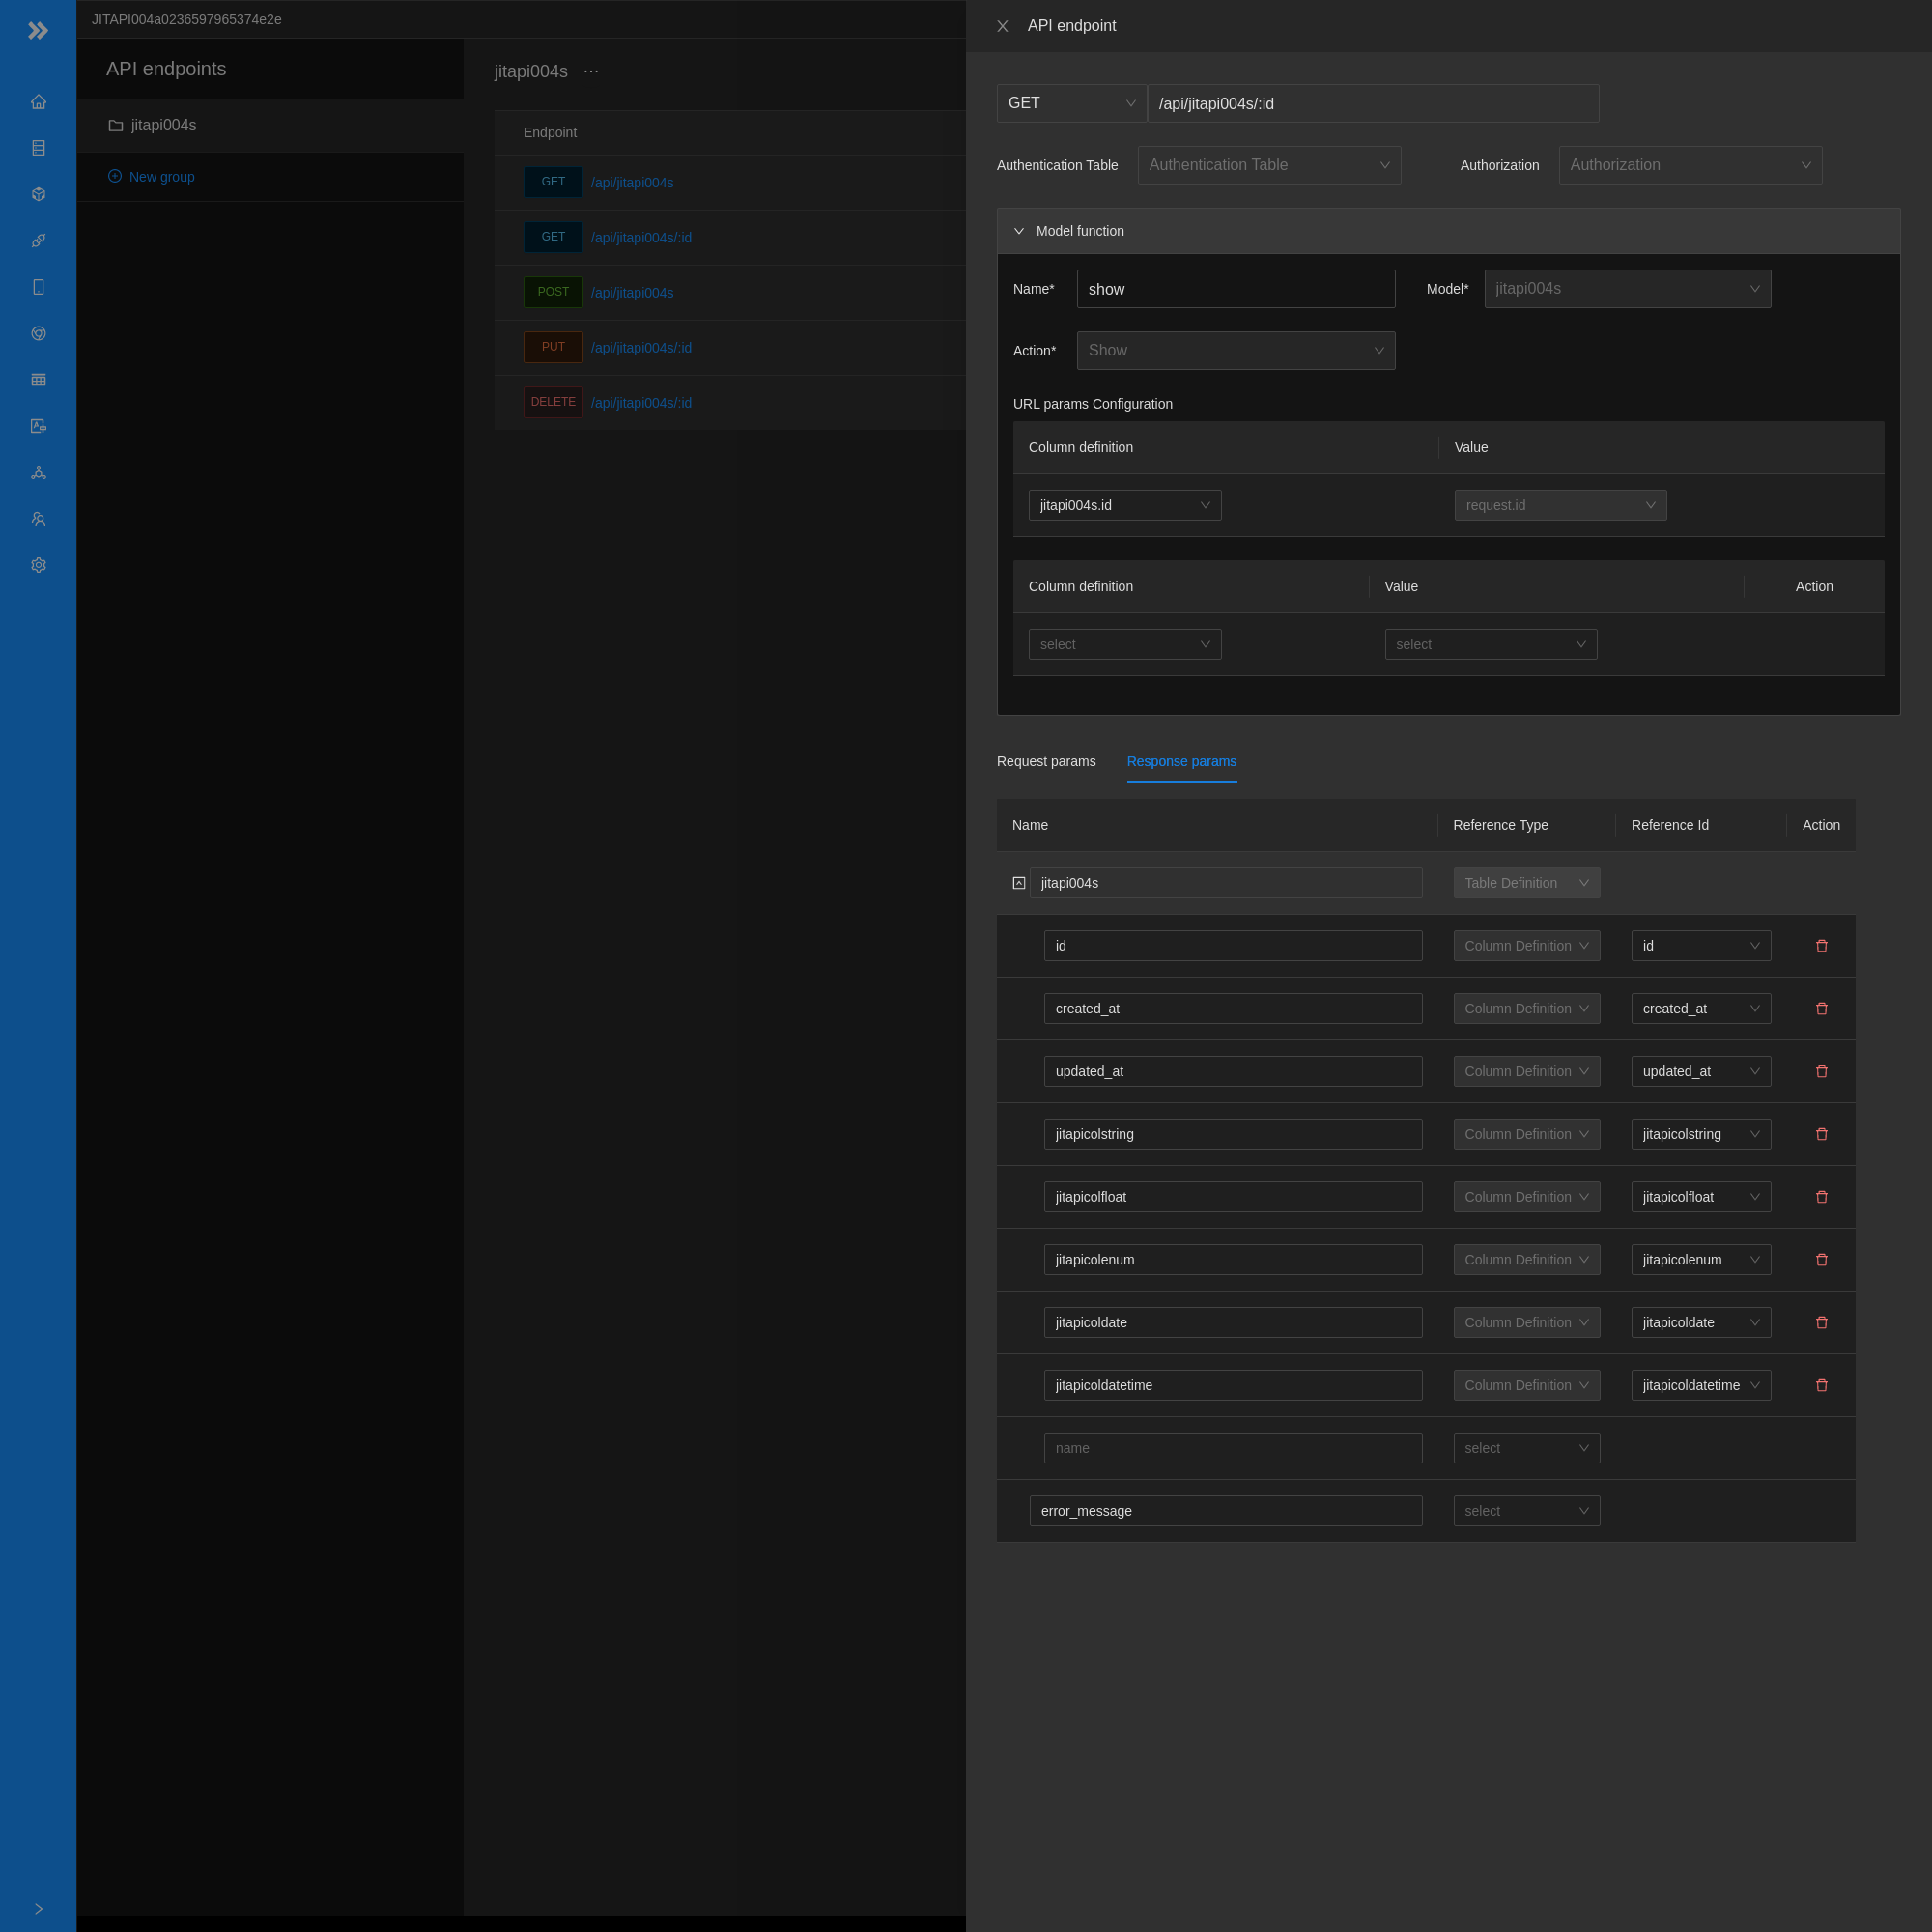 JITAPI004a0236597965374e2e
API endpoints
jitapi004s
New group
jitapi004s ...
Endpoint
GET /api/jitapi004s
GET /api/jitapi004s/:id
POST /api/jitapi004s
PUT /api/jitapi004s/:id
DELETE /api/jitapi004s/:id
API endpoint
GET /api/jitapi004s/:id
Authentication Table Authentication Table Authorization Authorization
Model function
Name* show Model* jitapi004s
Action* Show
URL params Configuration
Column definition Value
jitapi004s.id request.id
Column definition Value Action
select select
Request params Response params
Name Reference Type Reference Id Action
jitapi004s Table Definition
id Column Definition id
created_at Column Definition created_at
updated_at Column Definition updated_at
jitapicolstring Column Definition jitapicolstring
jitapicolfloat Column Definition jitapicolfloat
jitapicolenum Column Definition jitapicolenum
jitapicoldate Column Definition jitapicoldate
jitapicoldatetime Column Definition jitapicoldatetime
name select
error_message select